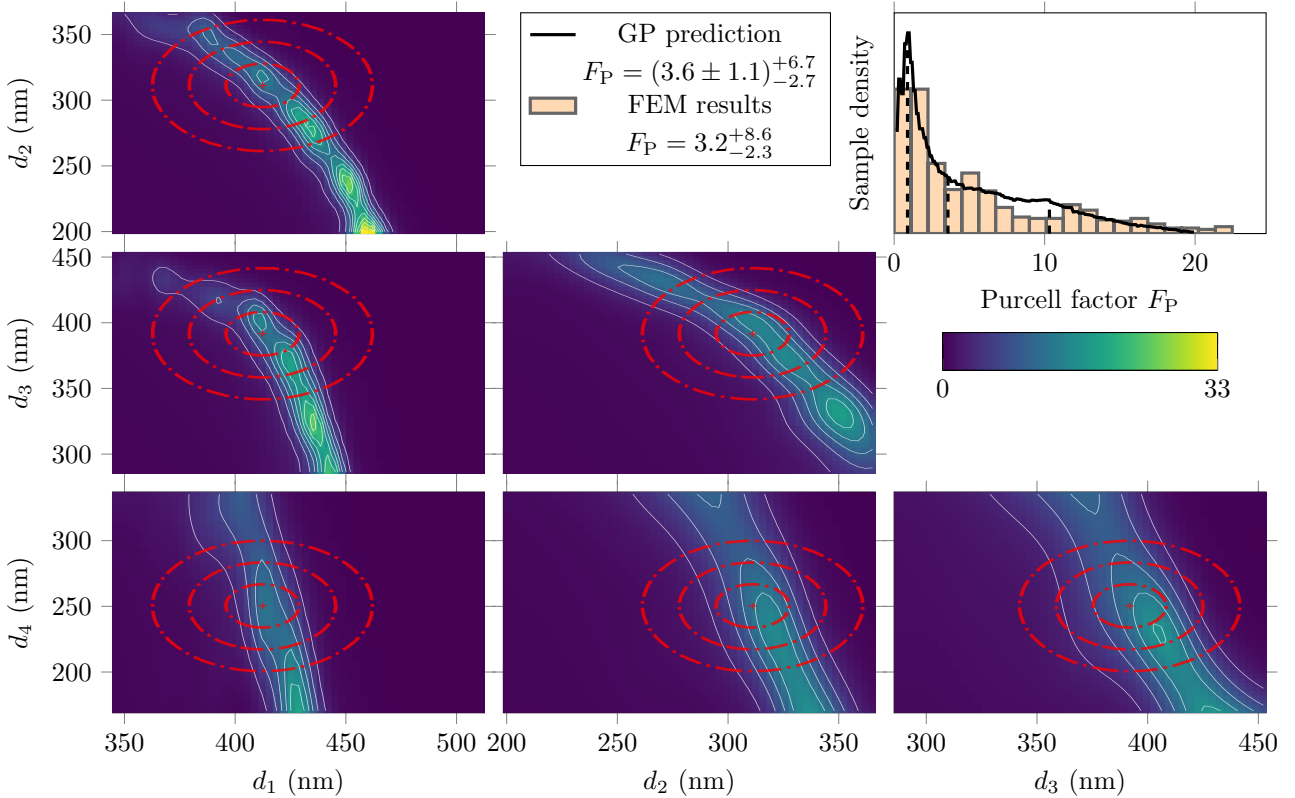 350
300
250
200
d₂ (nm)
GP prediction
F_P = (3.6 ± 1.1)^{+6.7}_{−2.7}
FEM results
F_P = 3.2^{+8.6}_{−2.3}
Sample density
0 10 20
Purcell factor F_P
0 33
450
400
350
300
d₃ (nm)
300
250
200
d₄ (nm)
350 400 450 500
d₁ (nm)
200 250 300 350
d₂ (nm)
300 350 400 450
d₃ (nm)